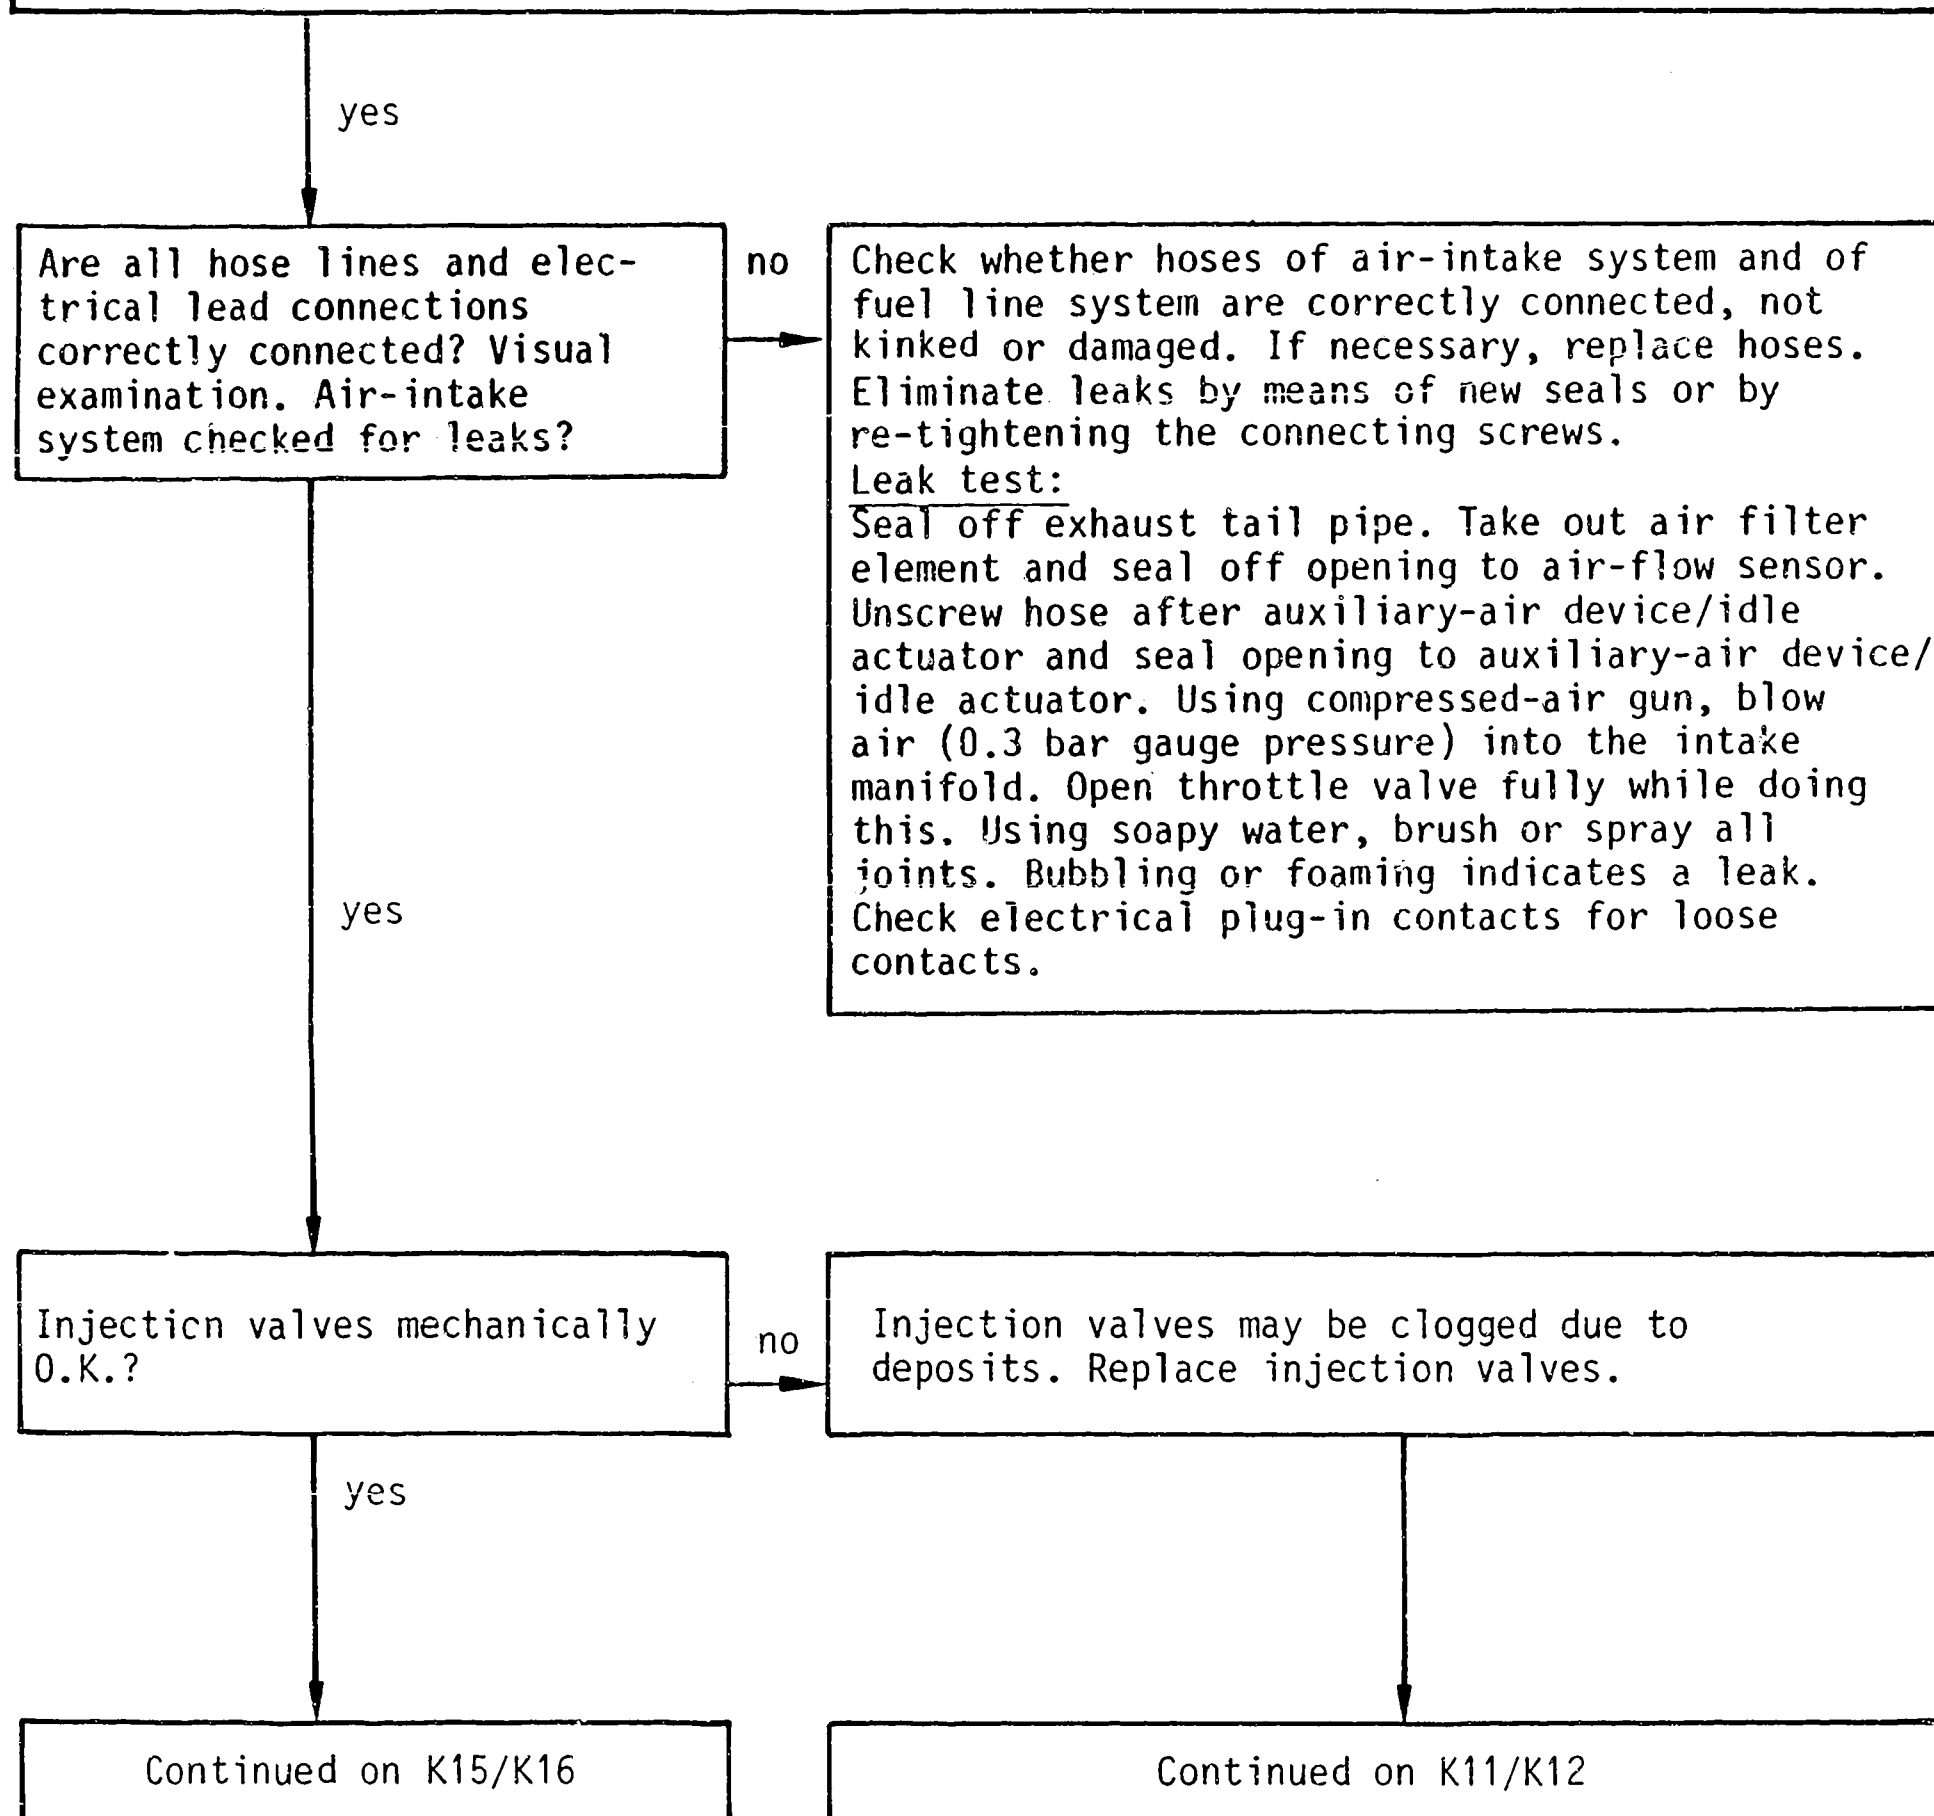 yes
Are all hose lines and elec-
trical lead connections
correctly connected? Visual
examination. Air-intake
system checked for leaks?
no
Check whether hoses of air-intake system and of
fuel line system are correctly connected, not
kinked or damaged. If necessary, replace hoses.
Eliminate leaks by means of new seals or by
re-tightening the connecting screws.
Leak test:
Seal off exhaust tail pipe. Take out air filter
element and seal off opening to air-flow sensor.
Unscrew hose after auxiliary-air device/idle
actuator and seal opening to auxiliary-air device/
idle actuator. Using compressed-air gun, blow
air (0.3 bar gauge pressure) into the intake
manifold. Open throttle valve fully while doing
this. Using soapy water, brush or spray all
joints. Bubbling or foaming indicates a leak.
Check electrical plug-in contacts for loose
contacts.
yes
Injection valves mechanically
O.K.?
no
Injection valves may be clogged due to
deposits. Replace injection valves.
yes
Continued on K15/K16
Continued on K11/K12